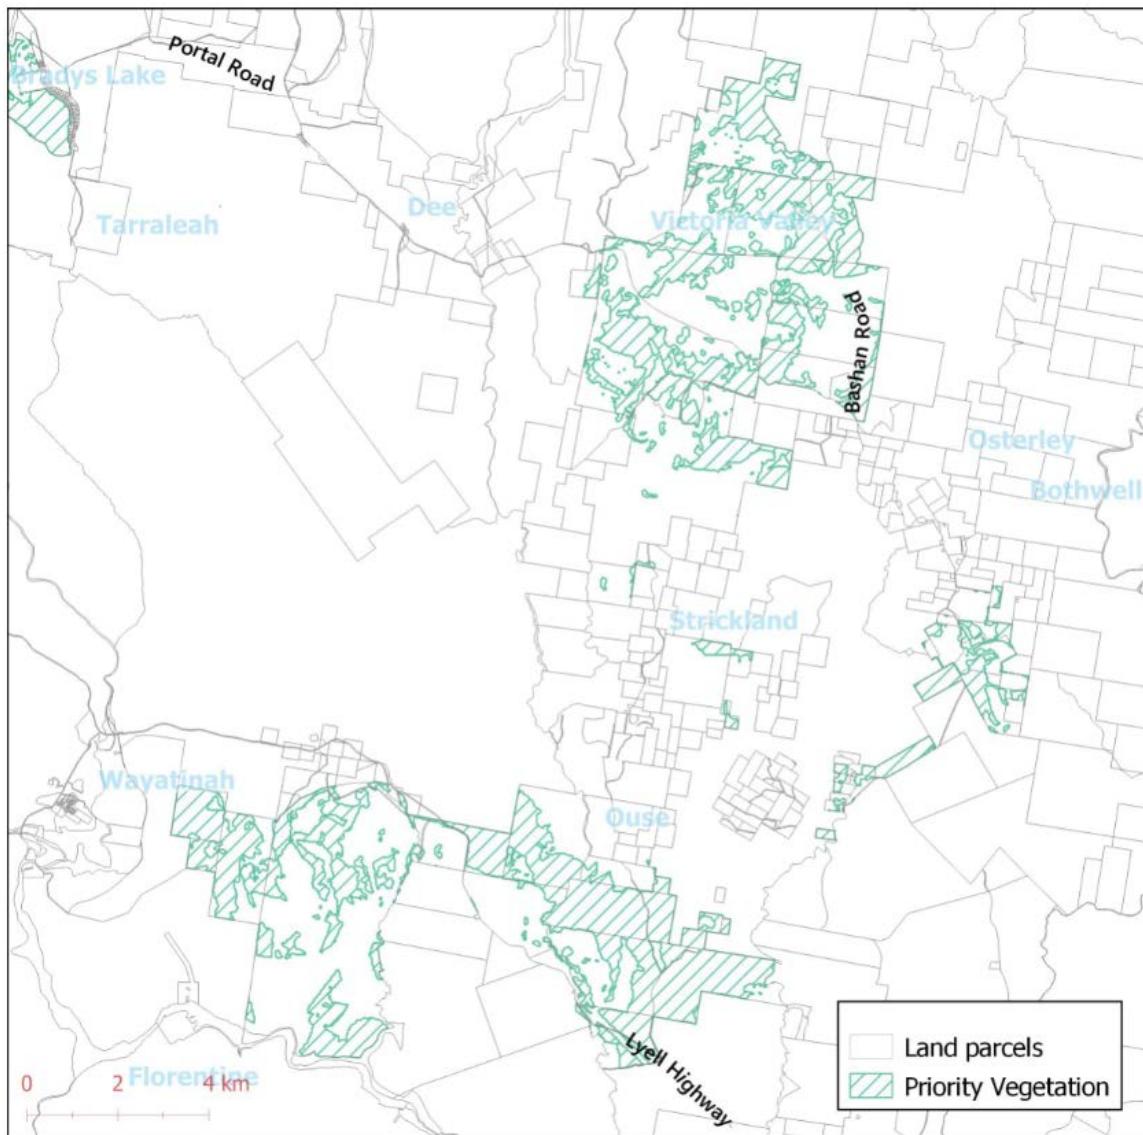 Portal Road
Bradys Lake
Tarraleah
Dee
Victoria Valley
Bashan Road
Osterley
Bothwell
Strickland
Wayatinah
Ouse
Lyell Highway
Florentine
0 2 4 km
Land parcels
Priority Vegetation